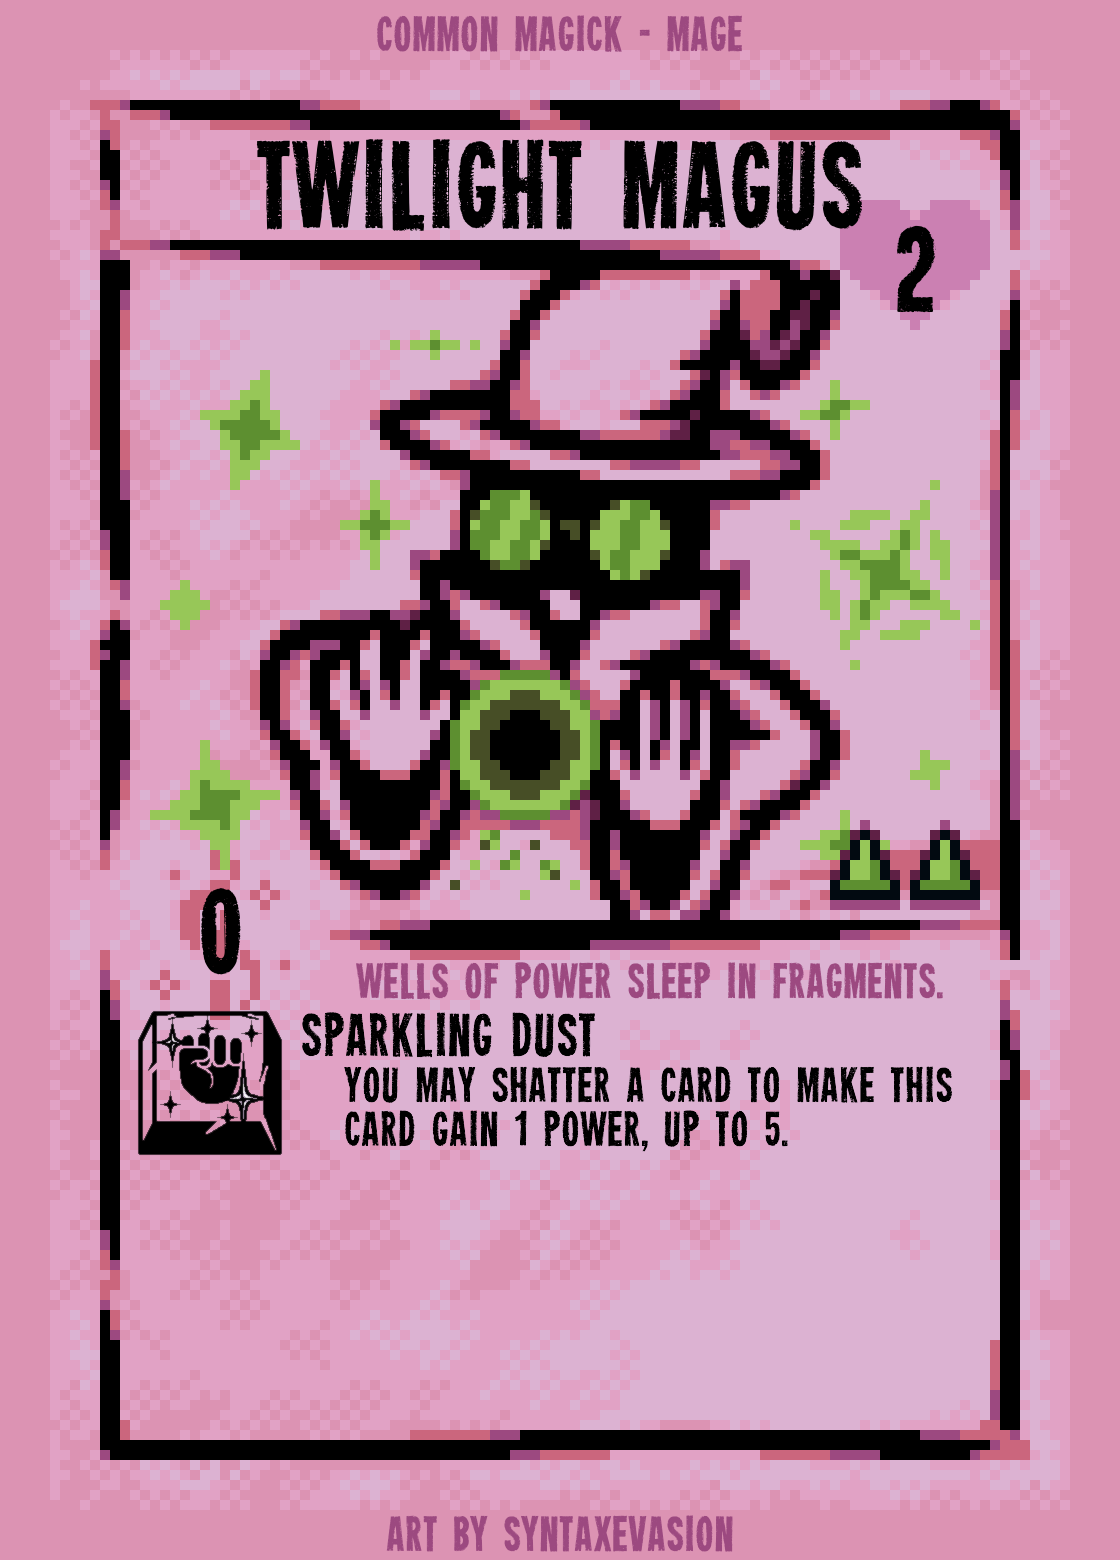 COMMON MAGICK - MAGE
TWILIGHT MAGUS
2
0
WELLS OF POWER SLEEP IN FRAGMENTS.
SPARKLING DUST
YOU MAY SHATTER A CARD TO MAKE THIS
CARD GAIN 1 POWER, UP TO 5.
ART BY SYNTAXEVASION